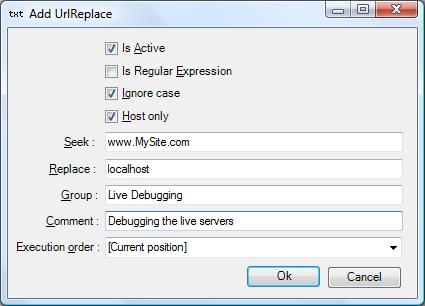 txt Add UrlReplace
Is Active
Is Regular Expression
Ignore case
Host only
Seek : www.MySite.com
Replace : localhost
Group : Live Debugging
Comment : Debugging the live servers
Execution order : [Current position]
Ok Cancel